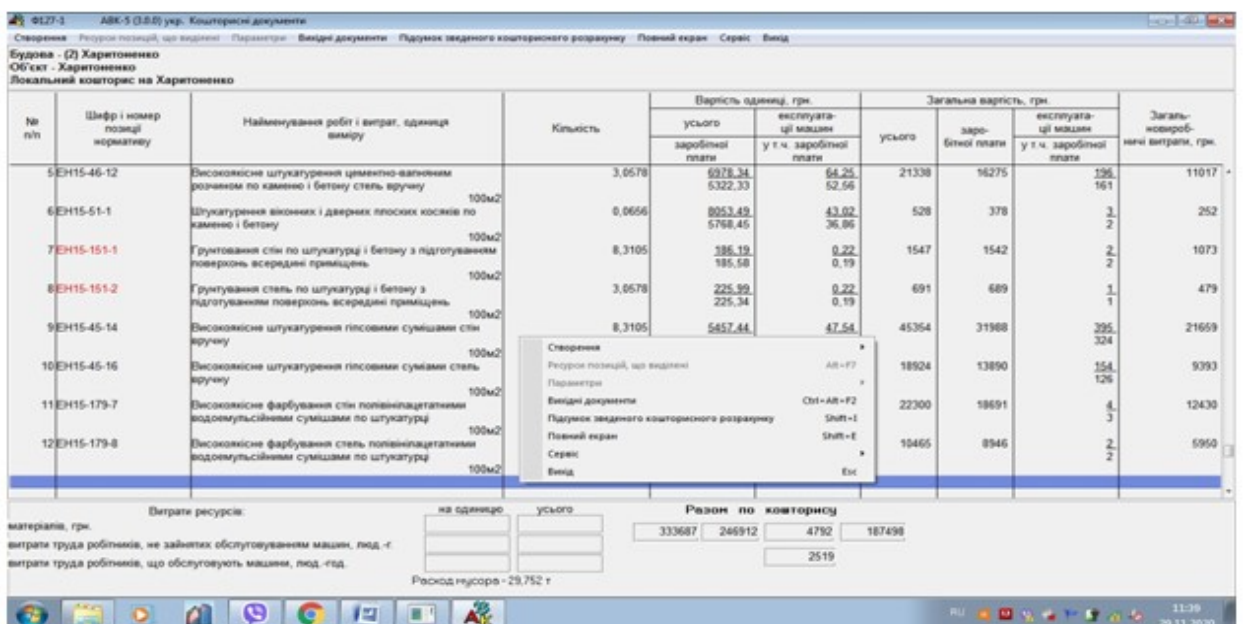 Ф127-1 АВК-5 (3.0.0) укр. Кошторисні документи
Створення Ресурси позицій, що виділені Параметри Вихідні документи Підсумок зведеного кошторисного розрахунку Повний екран Сервіс Вихід
Будова - (2) Харитоненко
Об'єкт - Харитоненко
Локальний кошторис на Харитоненко
№ п/п Шифр і номер позиції нормативу Найменування робіт і витрат, одиниця виміру Кількість Вартість одиниці, грн. Загальна вартість, грн. Загаль-новироб-ничі витрати, грн.
усього експлуата-ції машин усього заро-бітної плати експлуата-ції машин
заробітної плати у т.ч. заробітної плати у т.ч. заробітної плати
5 ЕН15-46-12 Високоякісне штукатурення цементно-вапняним 3,0578 6978,34 64,25 21338 16275 196 11017
розчином по каменю і бетону стель вручну 5322,33 52,56 161
100м2
6 ЕН15-51-1 Штукатурення віконних і дверних плоских косяків по 0,0656 8053,49 43,02 528 378 3 252
каменю і бетону 5768,45 36,86 2
100м2
7 ЕН15-151-1 Грунтовання стін по штукатурці і бетону з підготуванням 8,3105 186,19 0,22 1547 1542 2 1073
поверхонь всередині приміщень 185,58 0,19 2
100м2
8 ЕН15-151-2 Грунтування стель по штукатурці і бетону з 3,0578 225,99 0,22 691 689 1 479
підготуванням поверхонь всередині приміщень 225,34 0,19 1
100м2
9 ЕН15-45-14 Високоякісне штукатурення гіпсовими сумішами стін 8,3105 5457,44 47,54 45354 31988 395 21659
вручну 324
100м2
10 ЕН15-45-16 Високоякісне штукатурення гіпсовими суміами стель 18924 13890 154 9393
вручну 126
100м2
11 ЕН15-179-7 Високоякісне фарбування стін полівінілацетатними 22300 18691 4 12430
водоемульсійними сумішами по штукатурці 3
100м2
12 ЕН15-179-8 Високоякісне фарбування стель полівінілацетатними 10465 8946 2 5950
водоемульсійними сумішами по штукатурці 2
100м2
Створення
Ресурси позицій, що виділені Alt-F7
Параметри
Вихідні документи Ctrl-Alt-F2
Підсумок зведеного кошторисного розрахунку Shift-I
Повний екран Shift-E
Сервіс
Вихід Esc
Витрати ресурсів: на одиницю усього Разом по кошторису
матеріалів, грн. 333687 246912 4792 187498
витрати труда робітників, не зайнятих обслуговуванням машин, люд.-г.
витрати труда робітників, що обслуговують машини, люд.-год. 2519
Расход мусора - 29,752 т
RU 11:39
29.11.2020